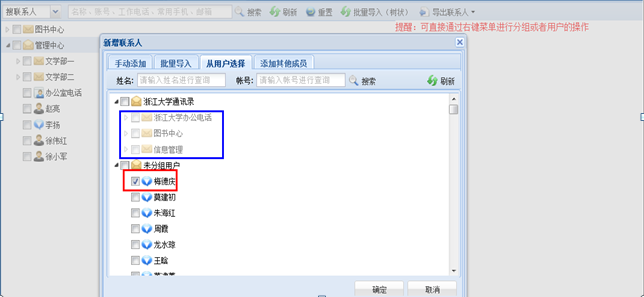 搜联系人 姓名、帐号、工作电话、常用手机、邮箱 搜索 刷新 重置 批量导入（树状） 导出联系人
提醒：可直接通过右键菜单进行分组或者用户的操作
图书中心
管理中心
文学部一
文学部二
办公室电话
赵亮
李扬
徐伟红
徐小军
新增联系人
手动添加 批量导入 从用户选择 添加其他成员
姓名： 请输入姓名进行查询 帐号： 请输入帐号进行查询 搜索 刷新
浙江大学通讯录
浙江大学办公电话
图书中心
信息管理
未分组用户
梅德庆
莫建初
朱海红
周霞
龙水琼
王晗
确定 取消